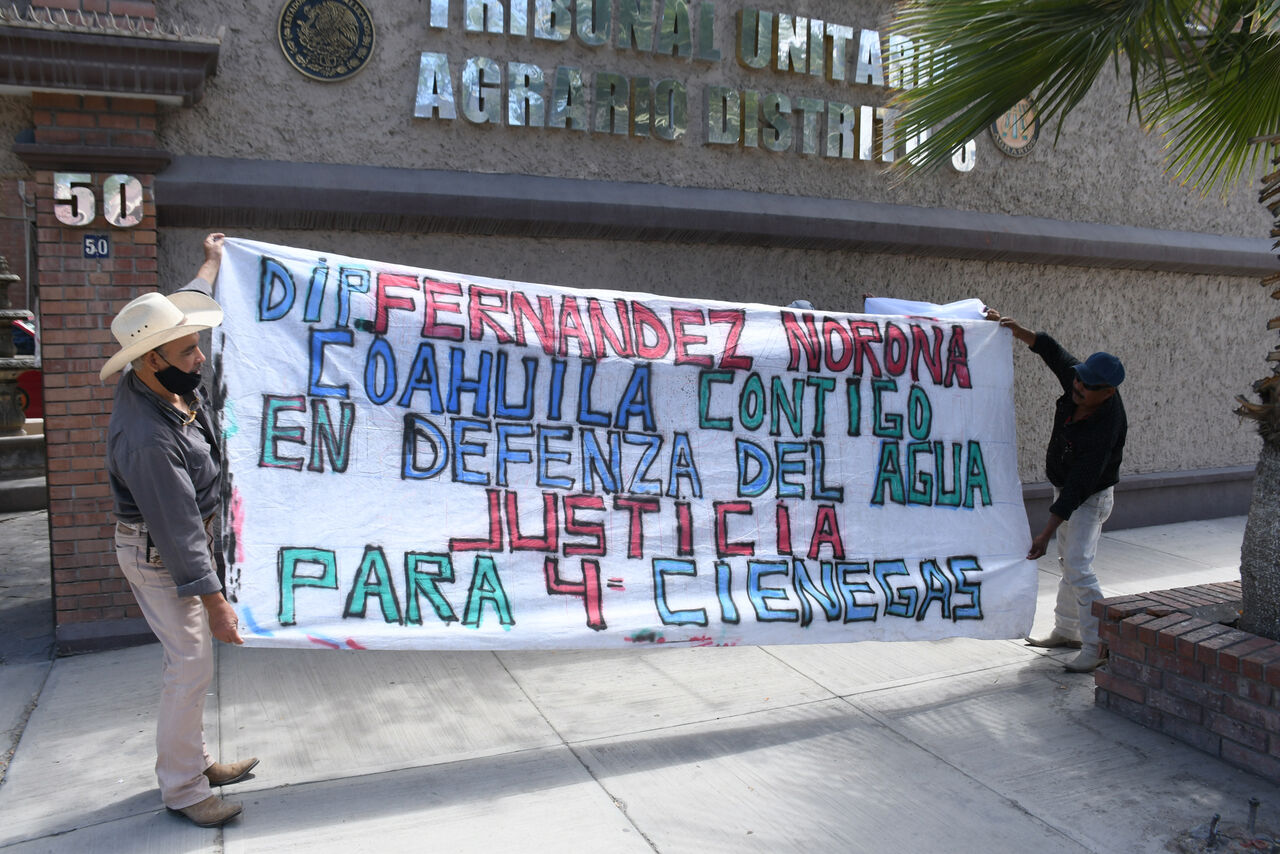 TRIBUNAL UNITARIO
AGRARIO DISTRITO 6
50
50
DIP. FERNANDEZ NOROÑA
COAHUILA CONTIGO
EN DEFENZA DEL AGUA
JUSTICIA
PARA 4- CIENEGAS